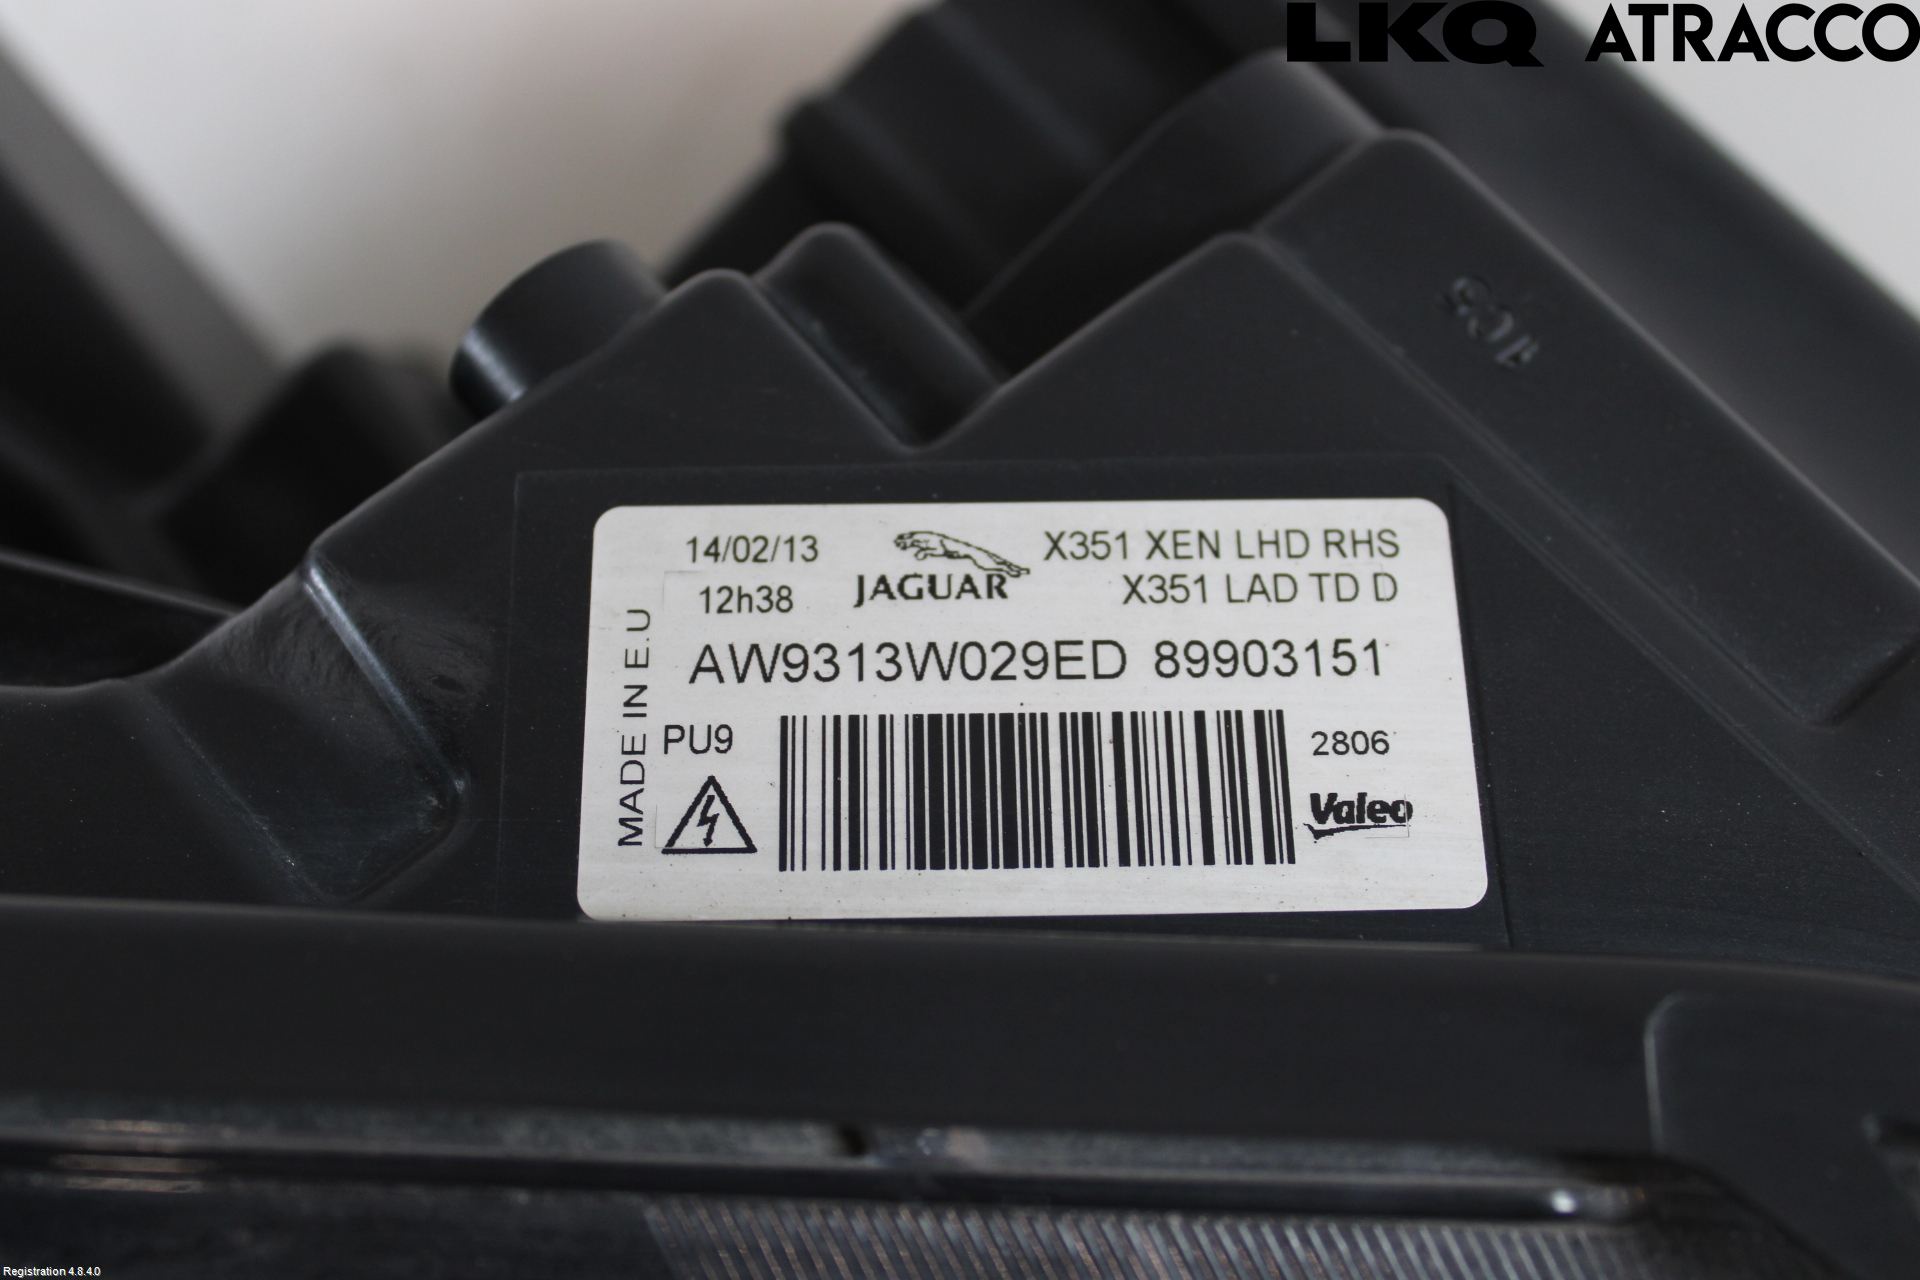 LKQ ATRACCO
14/02/13
12h38
JAGUAR
X351 XEN LHD RHS
X351 LAD TD D
AW9313W029ED 89903151
MADE IN E.U
PU9
2806
Valeo
Registration 4.8.4.0